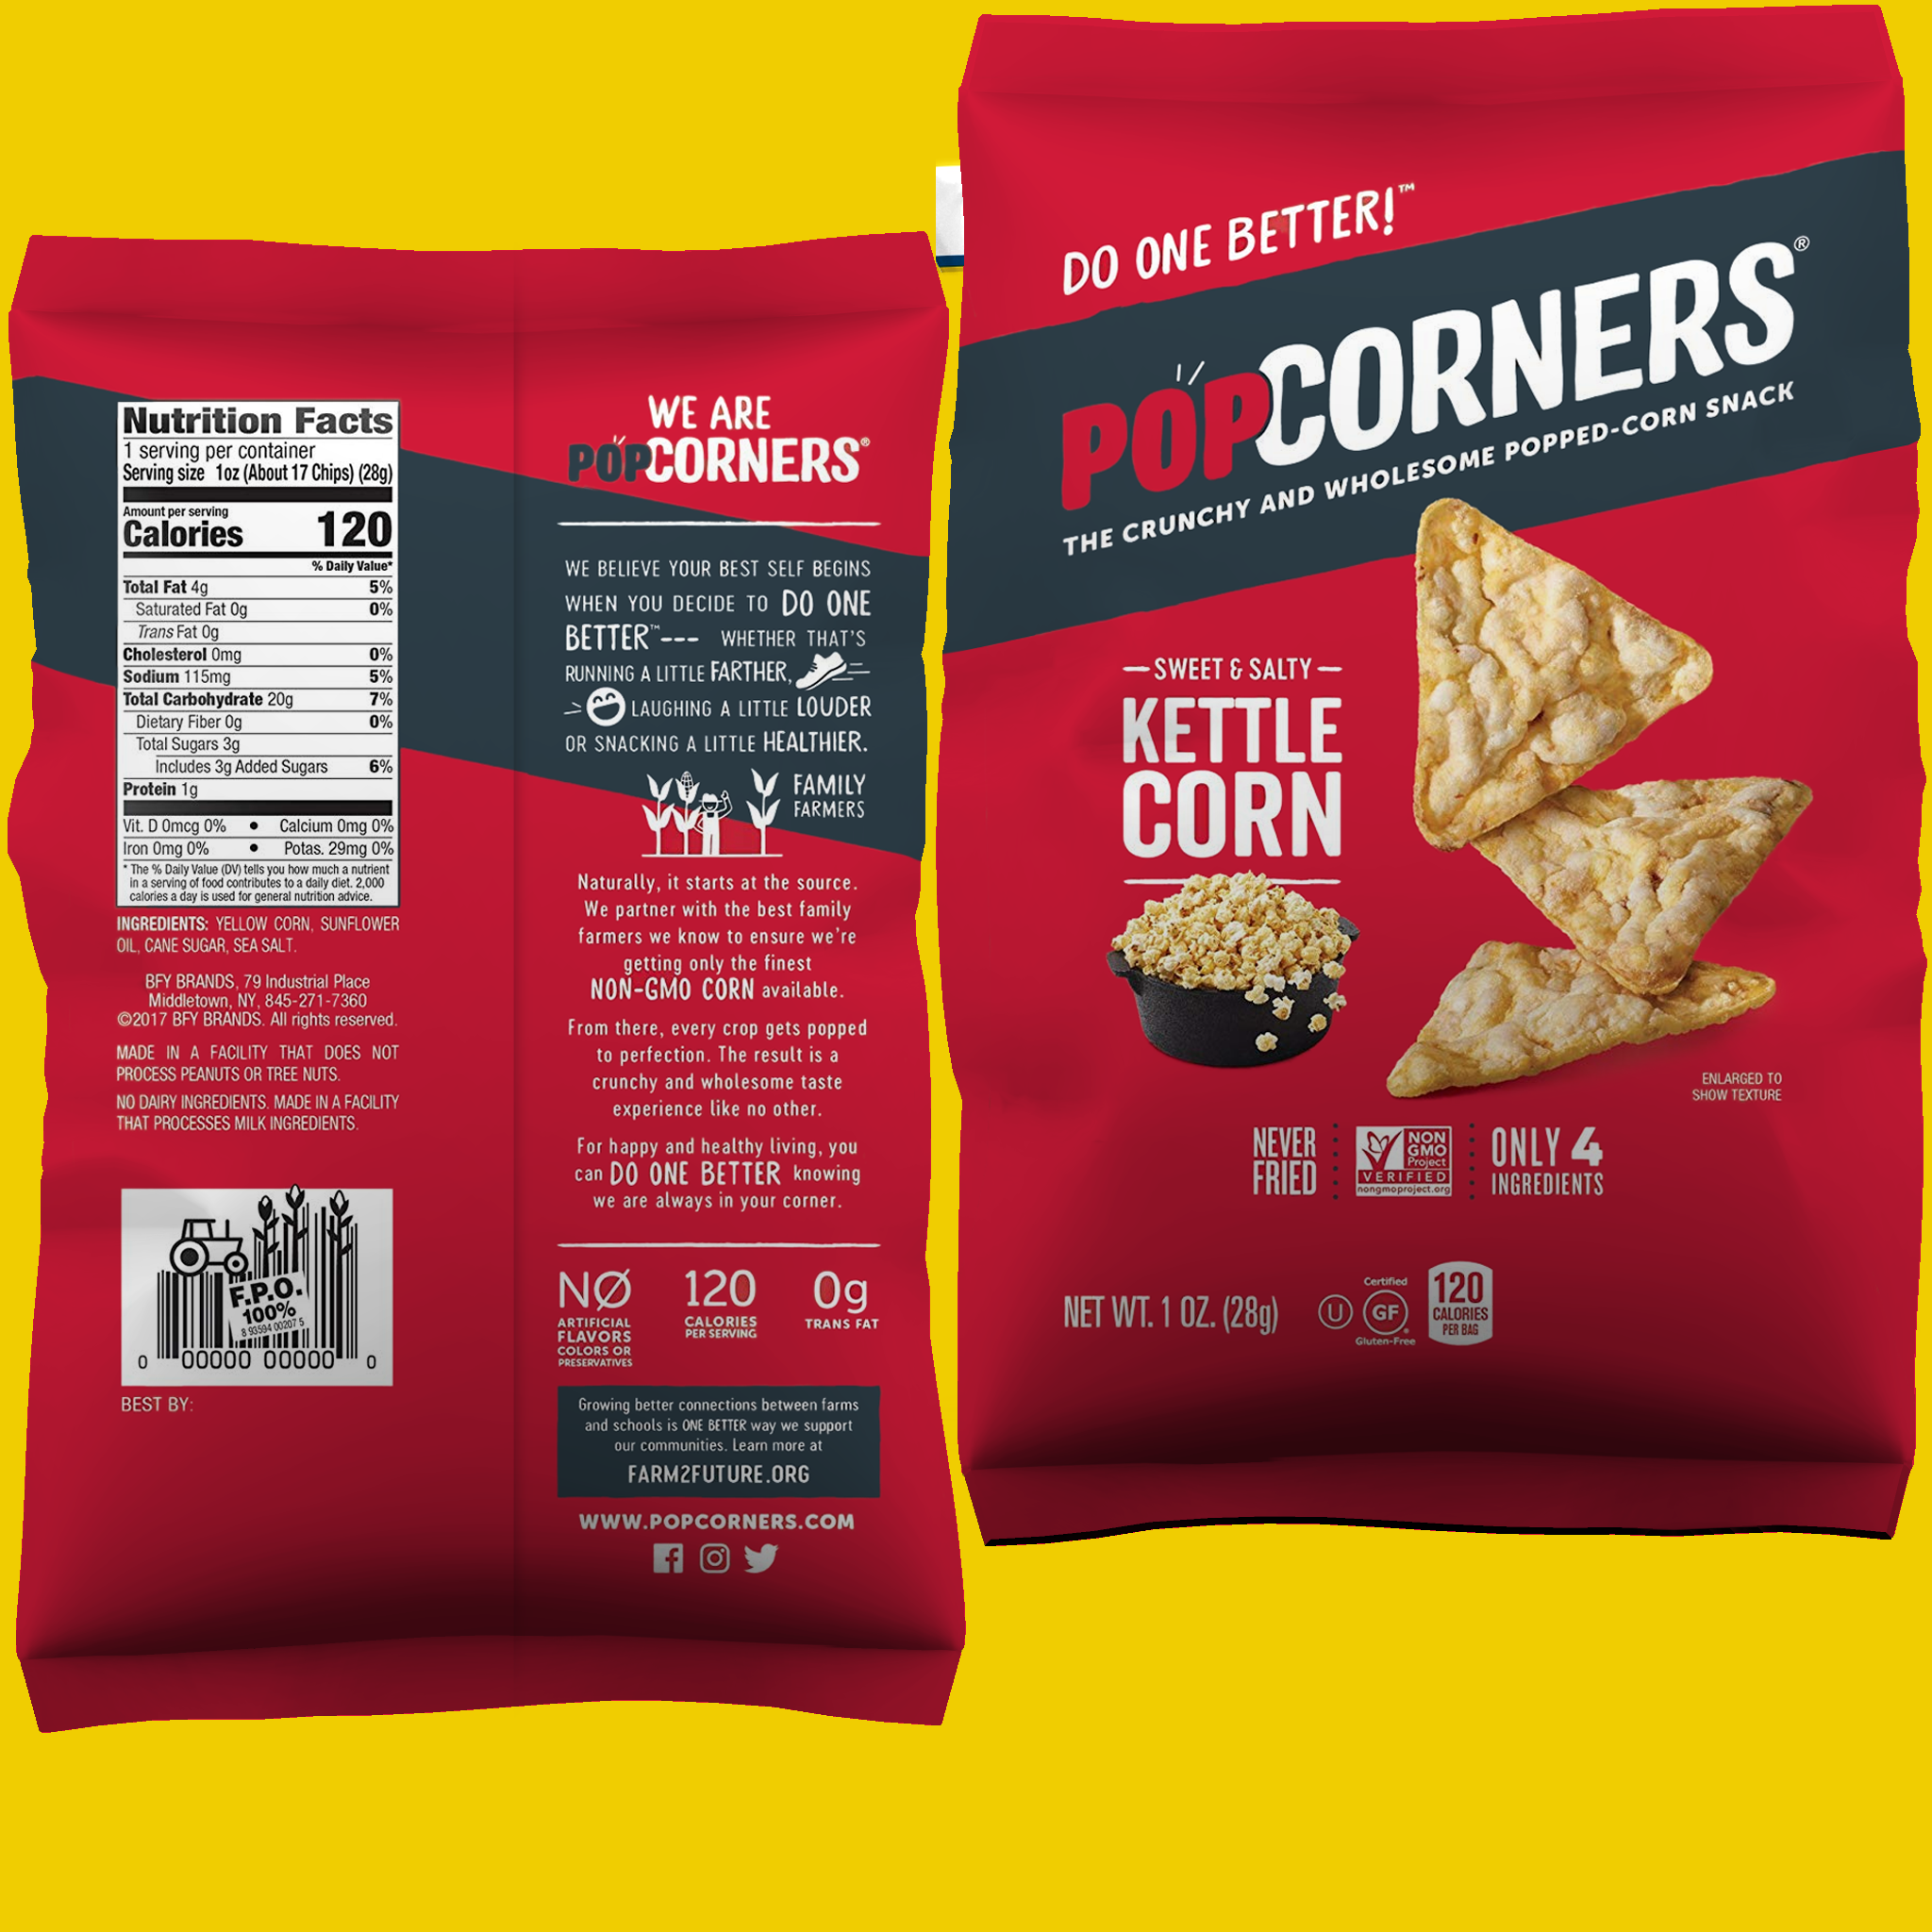 Nutrition Facts
1 serving per container
Serving size 1oz (About 17 Chips) (28g)
Amount per serving
Calories 120
% Daily Value*
Total Fat 4g 5%
Saturated Fat 0g 0%
Trans Fat 0g
Cholesterol 0mg 0%
Sodium 115mg 5%
Total Carbohydrate 20g 7%
Dietary Fiber 0g 0%
Total Sugars 3g
Includes 3g Added Sugars 6%
Protein 1g
Vit. D 0mcg 0% • Calcium 0mg 0%
Iron 0mg 0% • Potas. 29mg 0%
* The % Daily Value (DV) tells you how much a nutrient
in a serving of food contributes to a daily diet. 2,000
calories a day is used for general nutrition advice.
INGREDIENTS: YELLOW CORN, SUNFLOWER
OIL, CANE SUGAR, SEA SALT.
BFY BRANDS, 79 Industrial Place
Middletown, NY, 845-271-7360
©2017 BFY BRANDS. All rights reserved.
MADE IN A FACILITY THAT DOES NOT
PROCESS PEANUTS OR TREE NUTS.
NO DAIRY INGREDIENTS. MADE IN A FACILITY
THAT PROCESSES MILK INGREDIENTS.
F.P.O.
100%
8 93594 00207 5
0 00000 00000 0
BEST BY:
WE ARE
POPCORNERS®
WE BELIEVE YOUR BEST SELF BEGINS
WHEN YOU DECIDE TO DO ONE
BETTER™--- WHETHER THAT'S
RUNNING A LITTLE FARTHER,
LAUGHING A LITTLE LOUDER
OR SNACKING A LITTLE HEALTHIER.
FAMILY
FARMERS
Naturally, it starts at the source.
We partner with the best family
farmers we know to ensure we're
getting only the finest
NON-GMO CORN available.
From there, every crop gets popped
to perfection. The result is a
crunchy and wholesome taste
experience like no other.
For happy and healthy living, you
can DO ONE BETTER knowing
we are always in your corner.
NØ
ARTIFICIAL
FLAVORS
COLORS OR
PRESERVATIVES
120
CALORIES
PER SERVING
0g
TRANS FAT
Growing better connections between farms
and schools is ONE BETTER way we support
our communities. Learn more at
FARM2FUTURE.ORG
WWW.POPCORNERS.COM
DO ONE BETTER!™
POPCORNERS®
THE CRUNCHY AND WHOLESOME POPPED-CORN SNACK
SWEET & SALTY
KETTLE
CORN
ENLARGED TO
SHOW TEXTURE
NEVER
FRIED
NON
GMO
Project
VERIFIED
nongmoproject.org
ONLY 4
INGREDIENTS
NET WT. 1 OZ. (28g)
U
Certified
GF
Gluten-Free
120
CALORIES
PER BAG